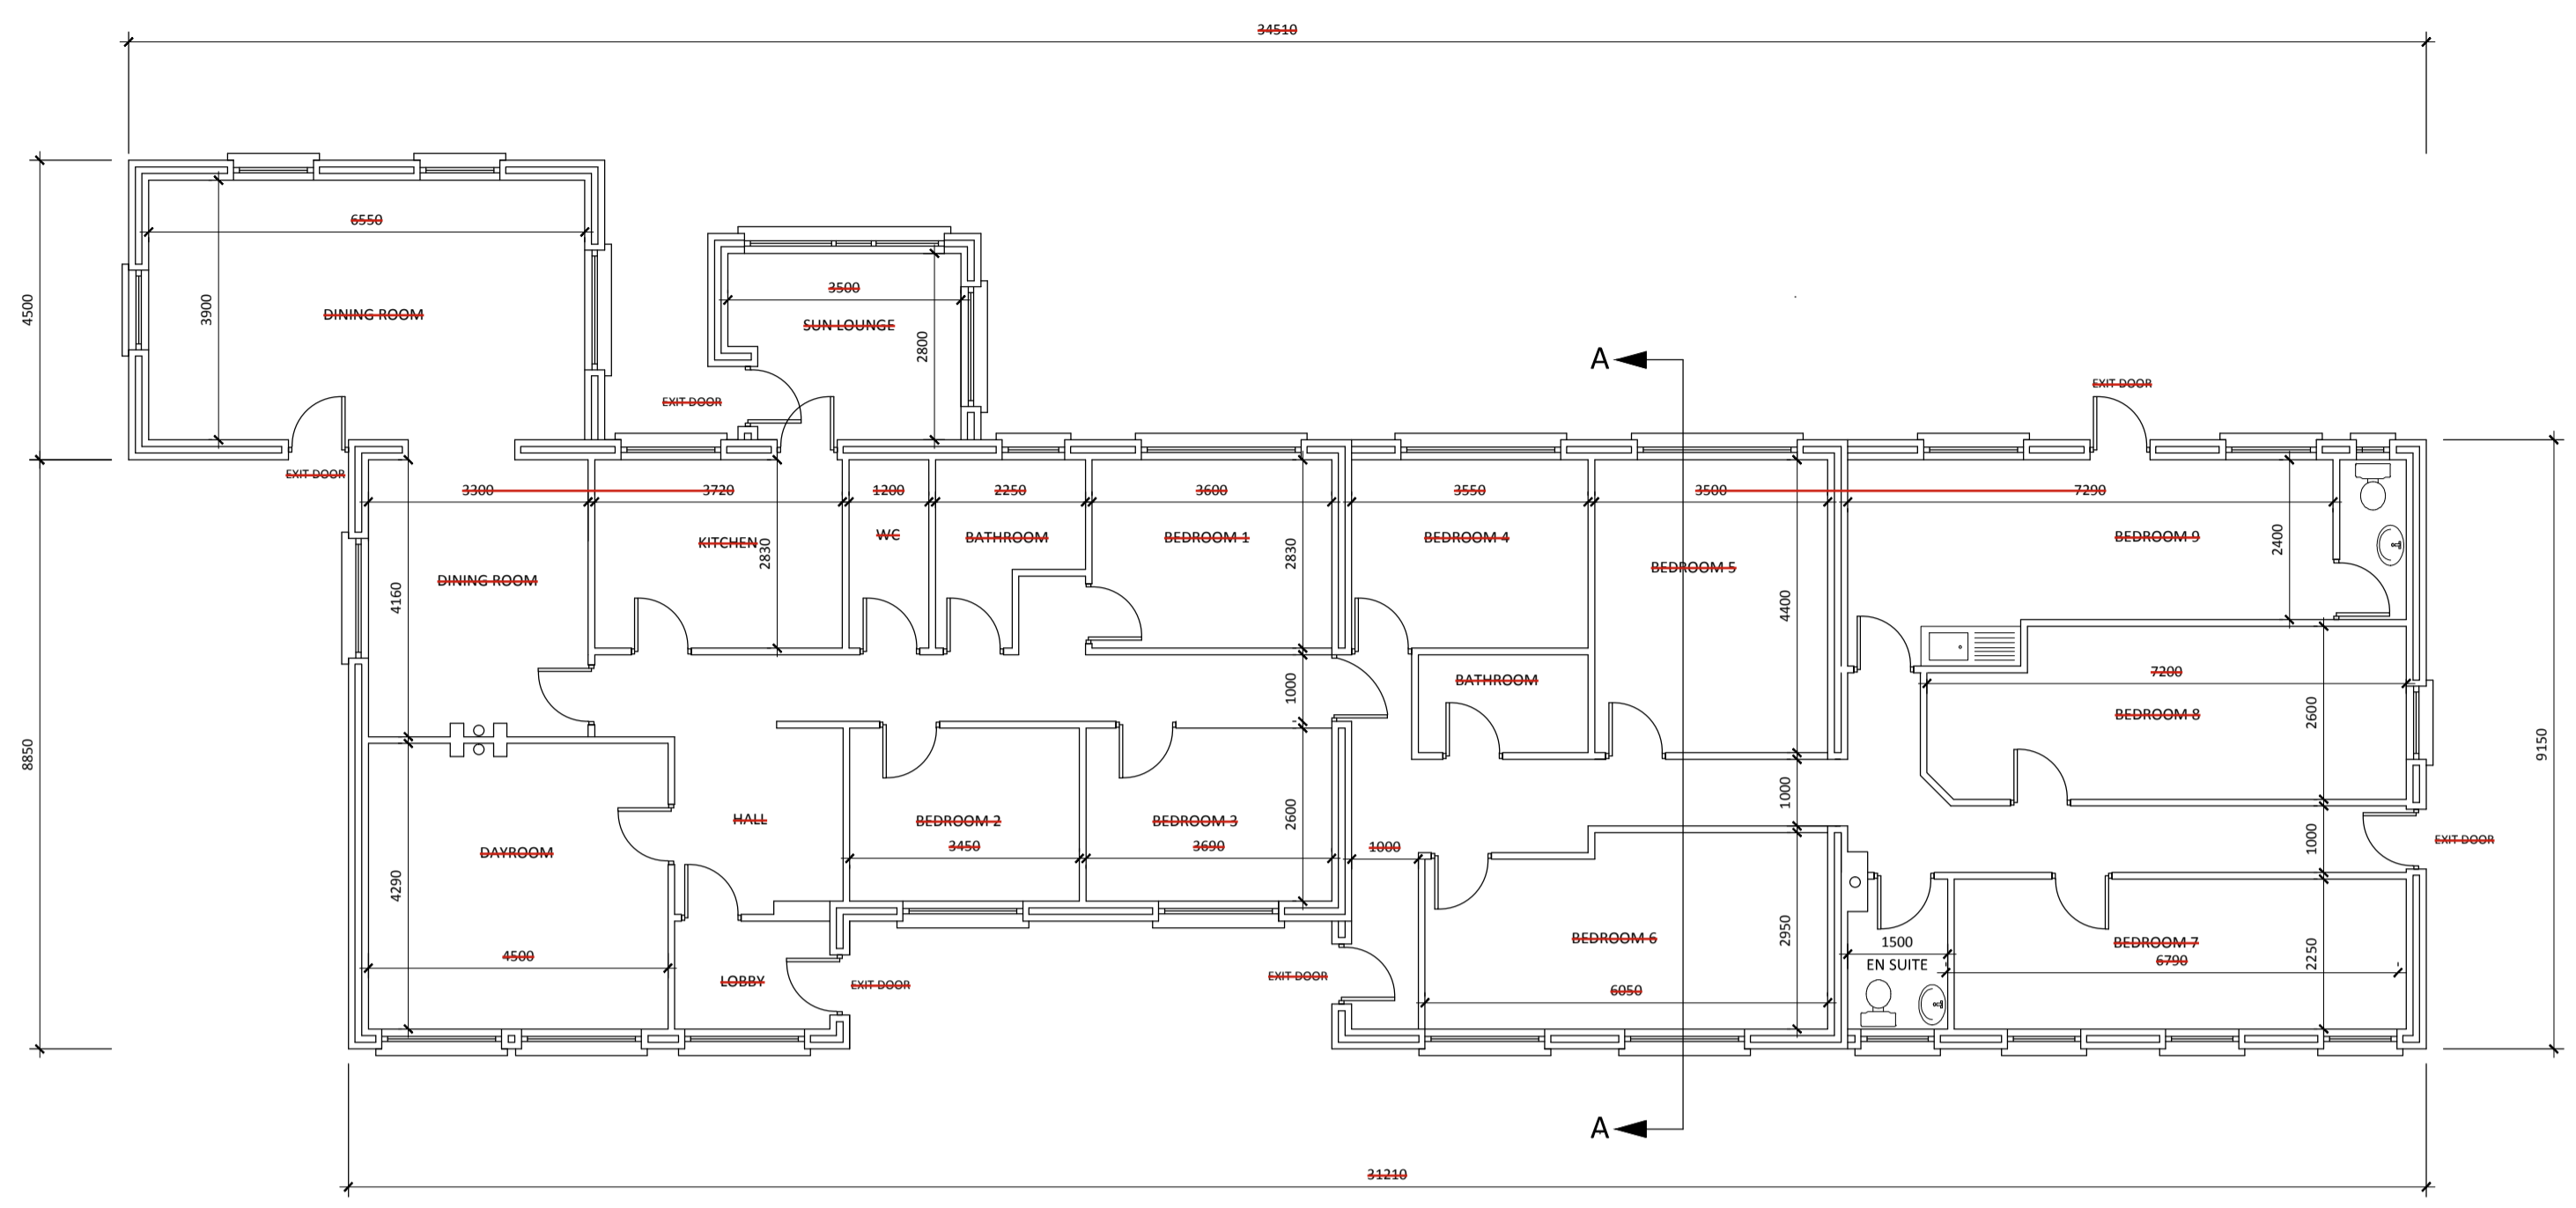 34510
6550
4500
3900
DINING ROOM
3500
SUN LOUNGE
2800
A
EXIT DOOR
EXIT DOOR
EXIT DOOR
3300
3720
1200
2250
3600
3550
3500
7290
KITCHEN
2830
WC
BATHROOM
BEDROOM 1
2830
BEDROOM 4
BEDROOM 5
BEDROOM 9
2400
DINING ROOM
4160
4400
BATHROOM
7200
1000
BEDROOM 8
2600
8850
9150
1000
HALL
BEDROOM 2
BEDROOM 3
2600
3450
3690
1000
1000
EXIT DOOR
DAYROOM
4290
4500
LOBBY
EXIT DOOR
EXIT DOOR
BEDROOM 6
2950
6050
1500
EN SUITE
BEDROOM 7
6790
2250
A
31210